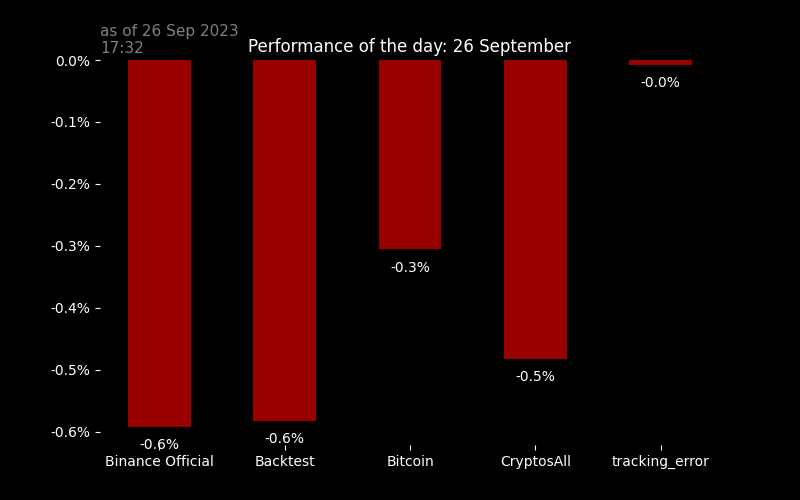 as of 26 Sep 2023
17:32
Performance of the day: 26 September
0.0%
-0.1%
-0.2%
-0.3%
-0.4%
-0.5%
-0.6%
-0.6%
-0.6%
-0.3%
-0.5%
-0.0%
Binance Official
Backtest
Bitcoin
CryptosAll
tracking_error